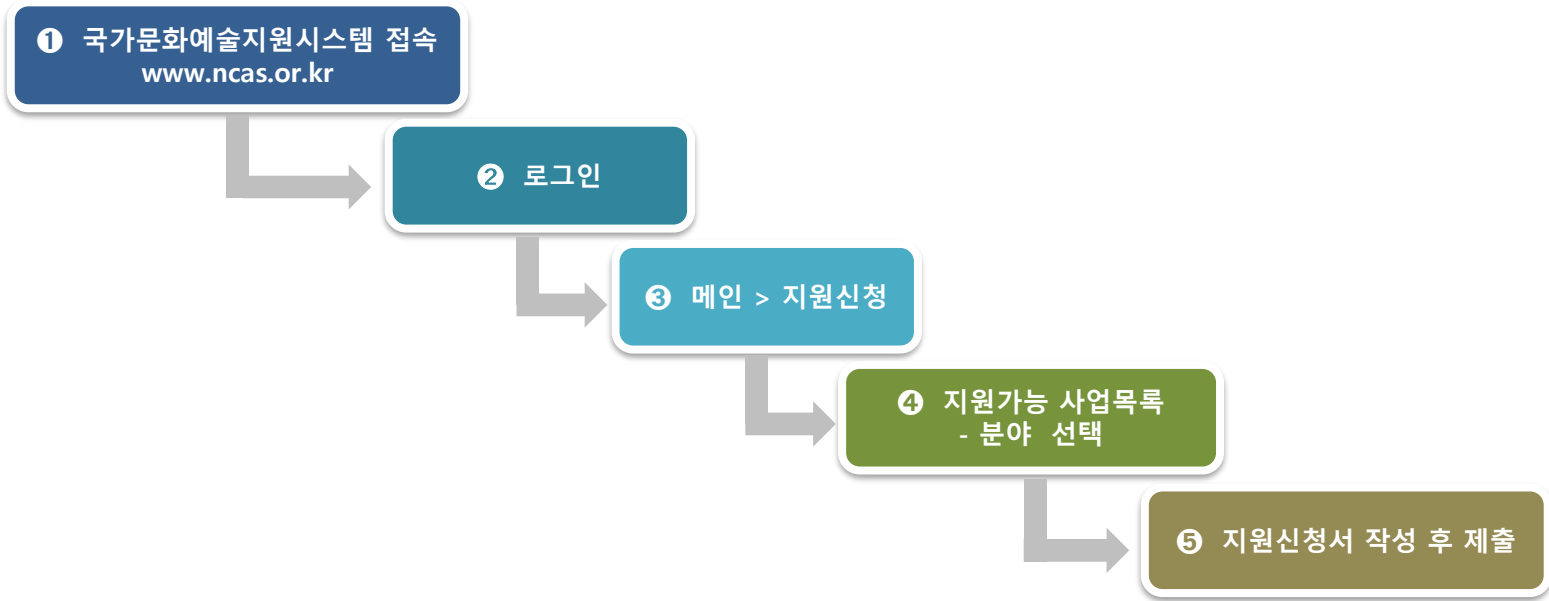 ❶ 국가문화예술지원시스템 접속
www.ncas.or.kr
❷ 로그인
❸ 메인 > 지원신청
❹ 지원가능 사업목록
- 분야 선택
❺ 지원신청서 작성 후 제출